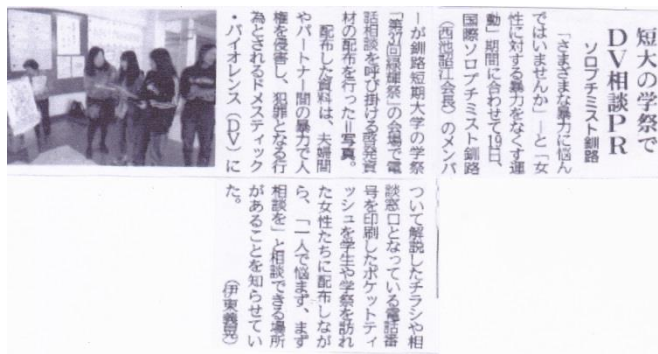 短大の学祭で
DV相談PR
ソロプチミスト釧路
「さまざまな暴力に悩ん
ではいませんか」―と「女
性に対する暴力をなくす運
動」期間に合わせて19日、
国際ソロプチミスト釧路
(西池詔江会長)のメンバ
ーが釧路短期大学の学祭
「第37回緑輝祭」の会場で電
話相談を呼び掛ける啓発資
材の配布を行った=写真。
配布した資料は、夫婦間
やパートナー間の暴力で人
権を侵害し、犯罪となる行
為とされるドメスティック
・バイオレンス(DV)に
ついて解説したチラシや相
談窓口となっている電話番
号を印刷したポケットティ
ッシュを学生や学祭を訪れ
た女性たちに配布しなが
ら、「一人で悩まず、まず
相談を」と相談できる場所
があることを知らせてい
た。
(伊東義晃)